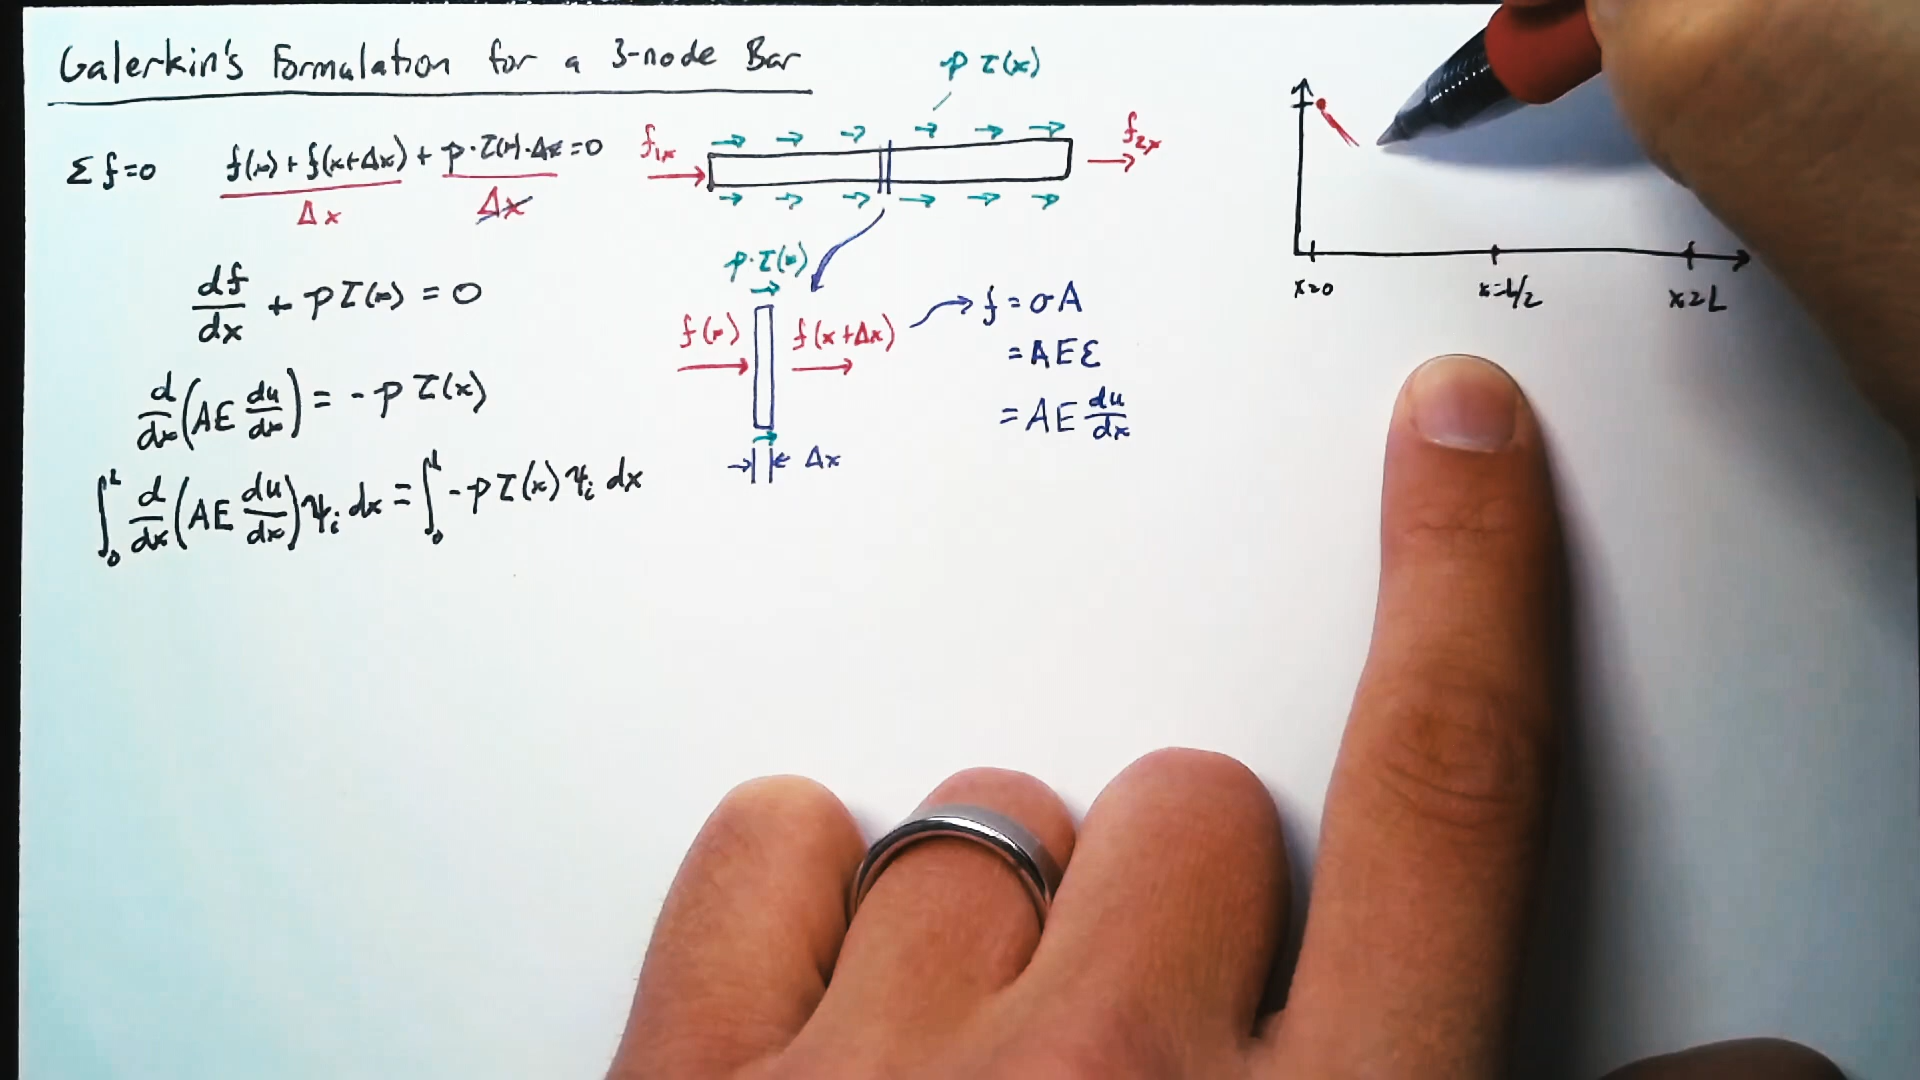 Galerkin's Formulation for a 3-node Bar
p τ(x)
Σ f=0
f(x) + f(x+Δx) + p·τ(x)·Δx = 0
Δx Δx
f₁ₓ
f₂ₓ
df/dx + p τ(x) = 0
p·τ(x)
f(x)
f(x+Δx)
f = σA
= AEε
= AE du/dx
Δx
d/dx (AE du/dx) = - p τ(x)
∫₀ᴸ d/dx (AE du/dx) ψᵢ dx = ∫₀ᴸ - p τ(x) ψᵢ dx
x=0
x=L/2
x=L